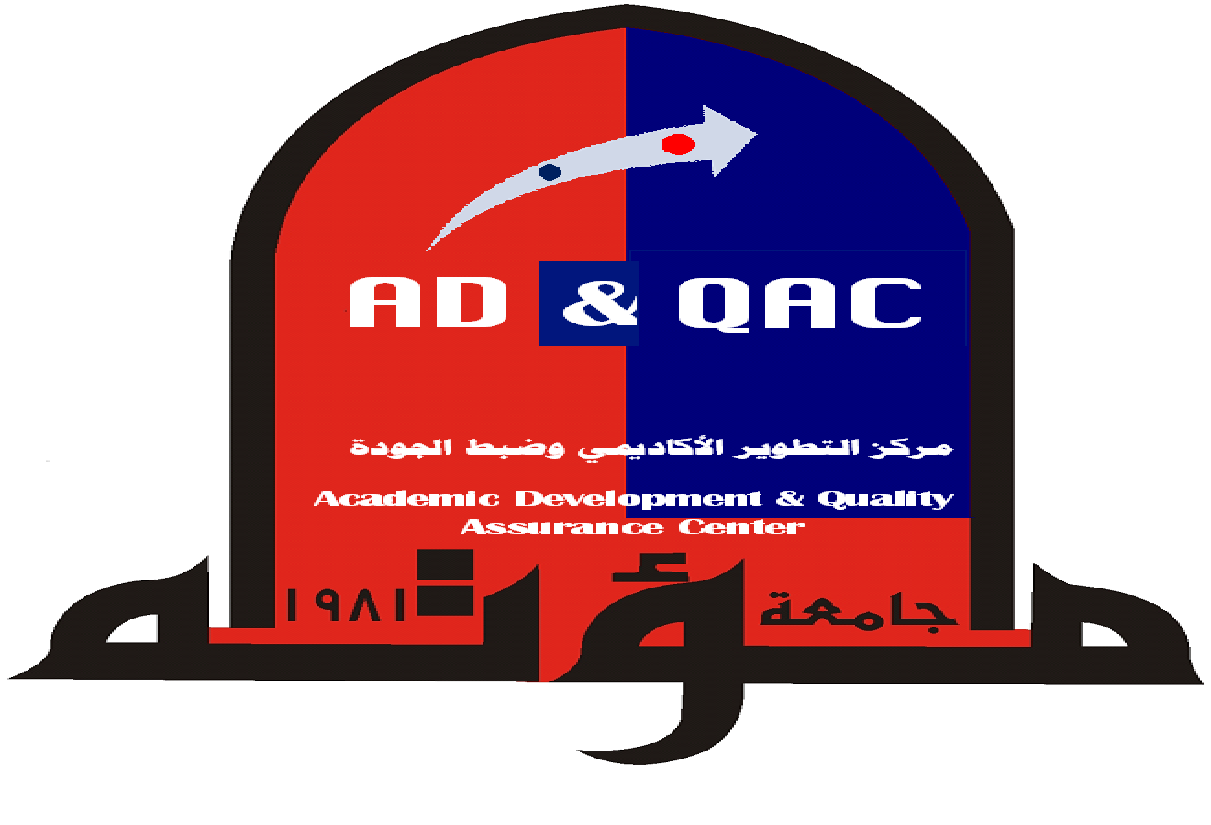 AD & QAC
مركز التطوير الأكاديمي وضبط الجودة
Academic Development & Quality
Assurance Center
جامعة
مؤتة
١٩٨١